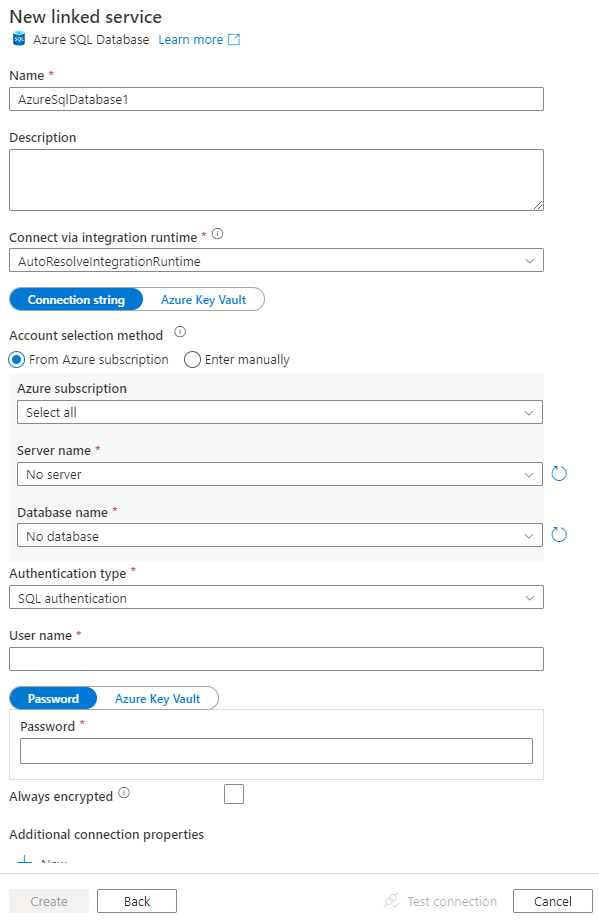 New linked service
SQL Azure SQL Database Learn more
Name *
AzureSqlDatabase1
Description
Connect via integration runtime *
AutoResolveIntegrationRuntime
Connection string Azure Key Vault
Account selection method
From Azure subscription Enter manually
Azure subscription
Select all
Server name *
No server
Database name *
No database
Authentication type *
SQL authentication
User name *
Password Azure Key Vault
Password *
Always encrypted
Additional connection properties
New
Create Back Test connection Cancel